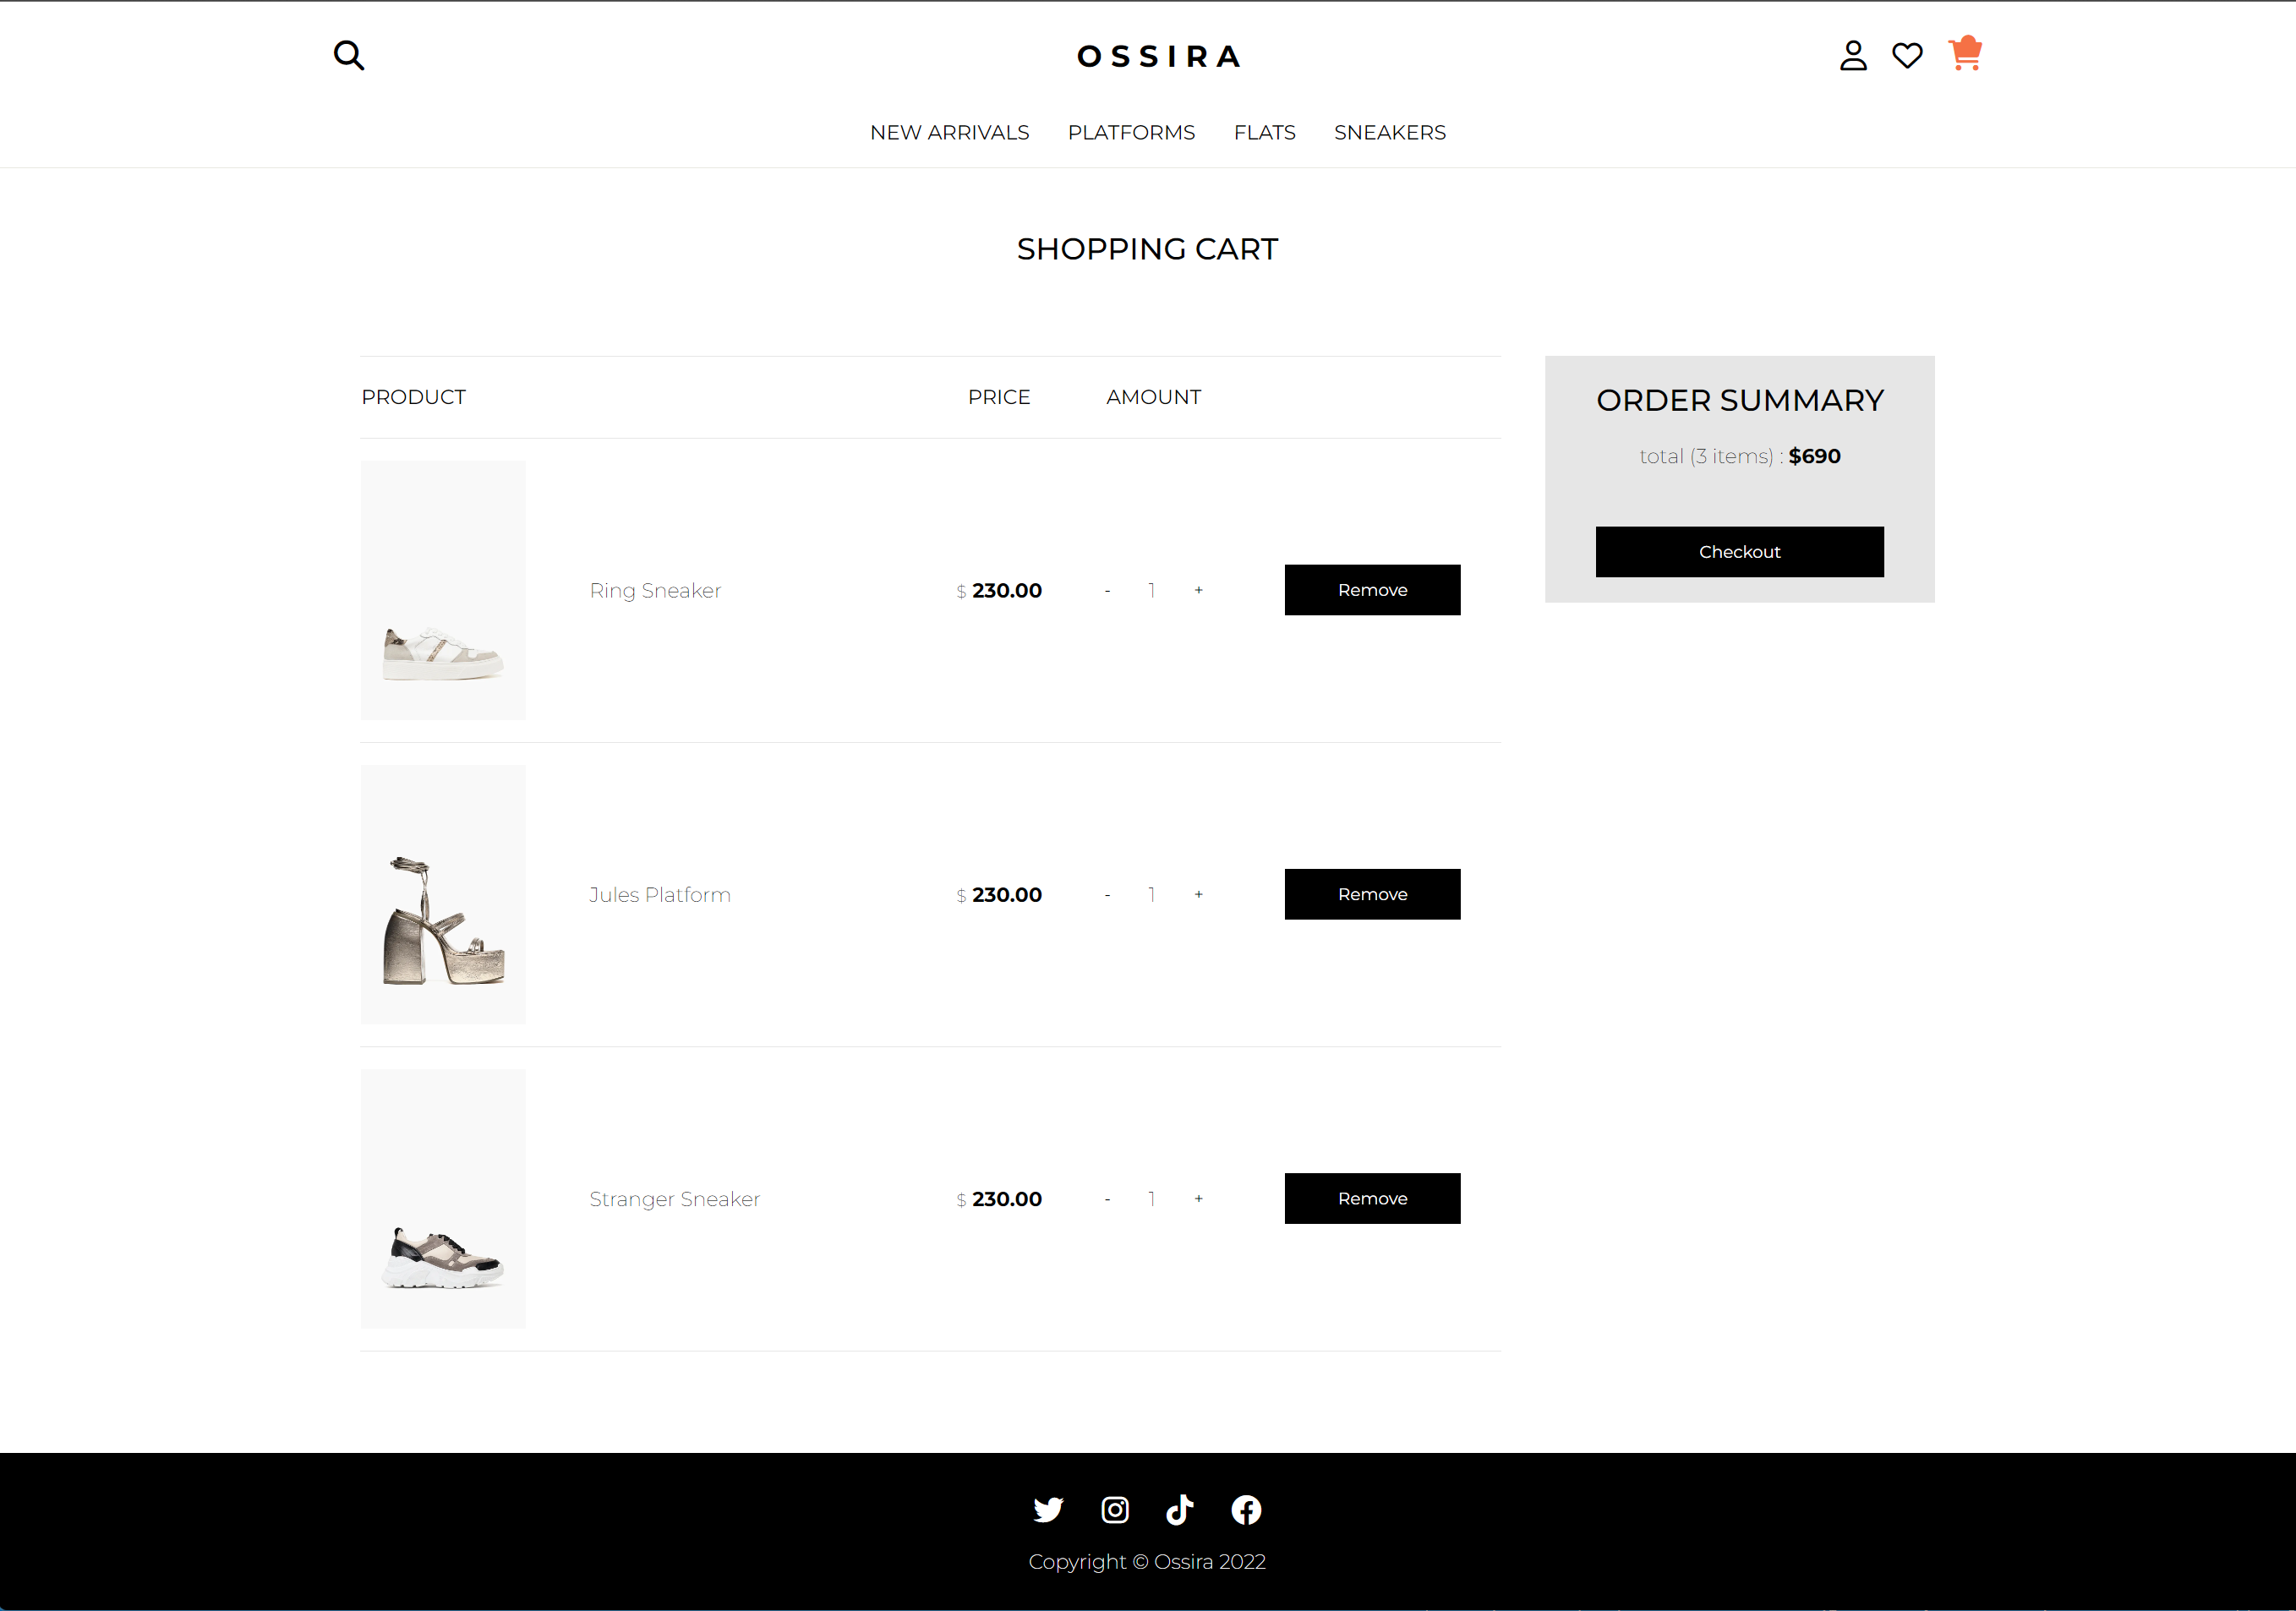 OSSIRA
NEW ARRIVALS PLATFORMS FLATS SNEAKERS
SHOPPING CART
PRODUCT PRICE AMOUNT
Ring Sneaker $ 230.00 - 1 + Remove
Jules Platform $ 230.00 - 1 + Remove
Stranger Sneaker $ 230.00 - 1 + Remove
ORDER SUMMARY
total (3 items) : $690
Checkout
Copyright © Ossira 2022